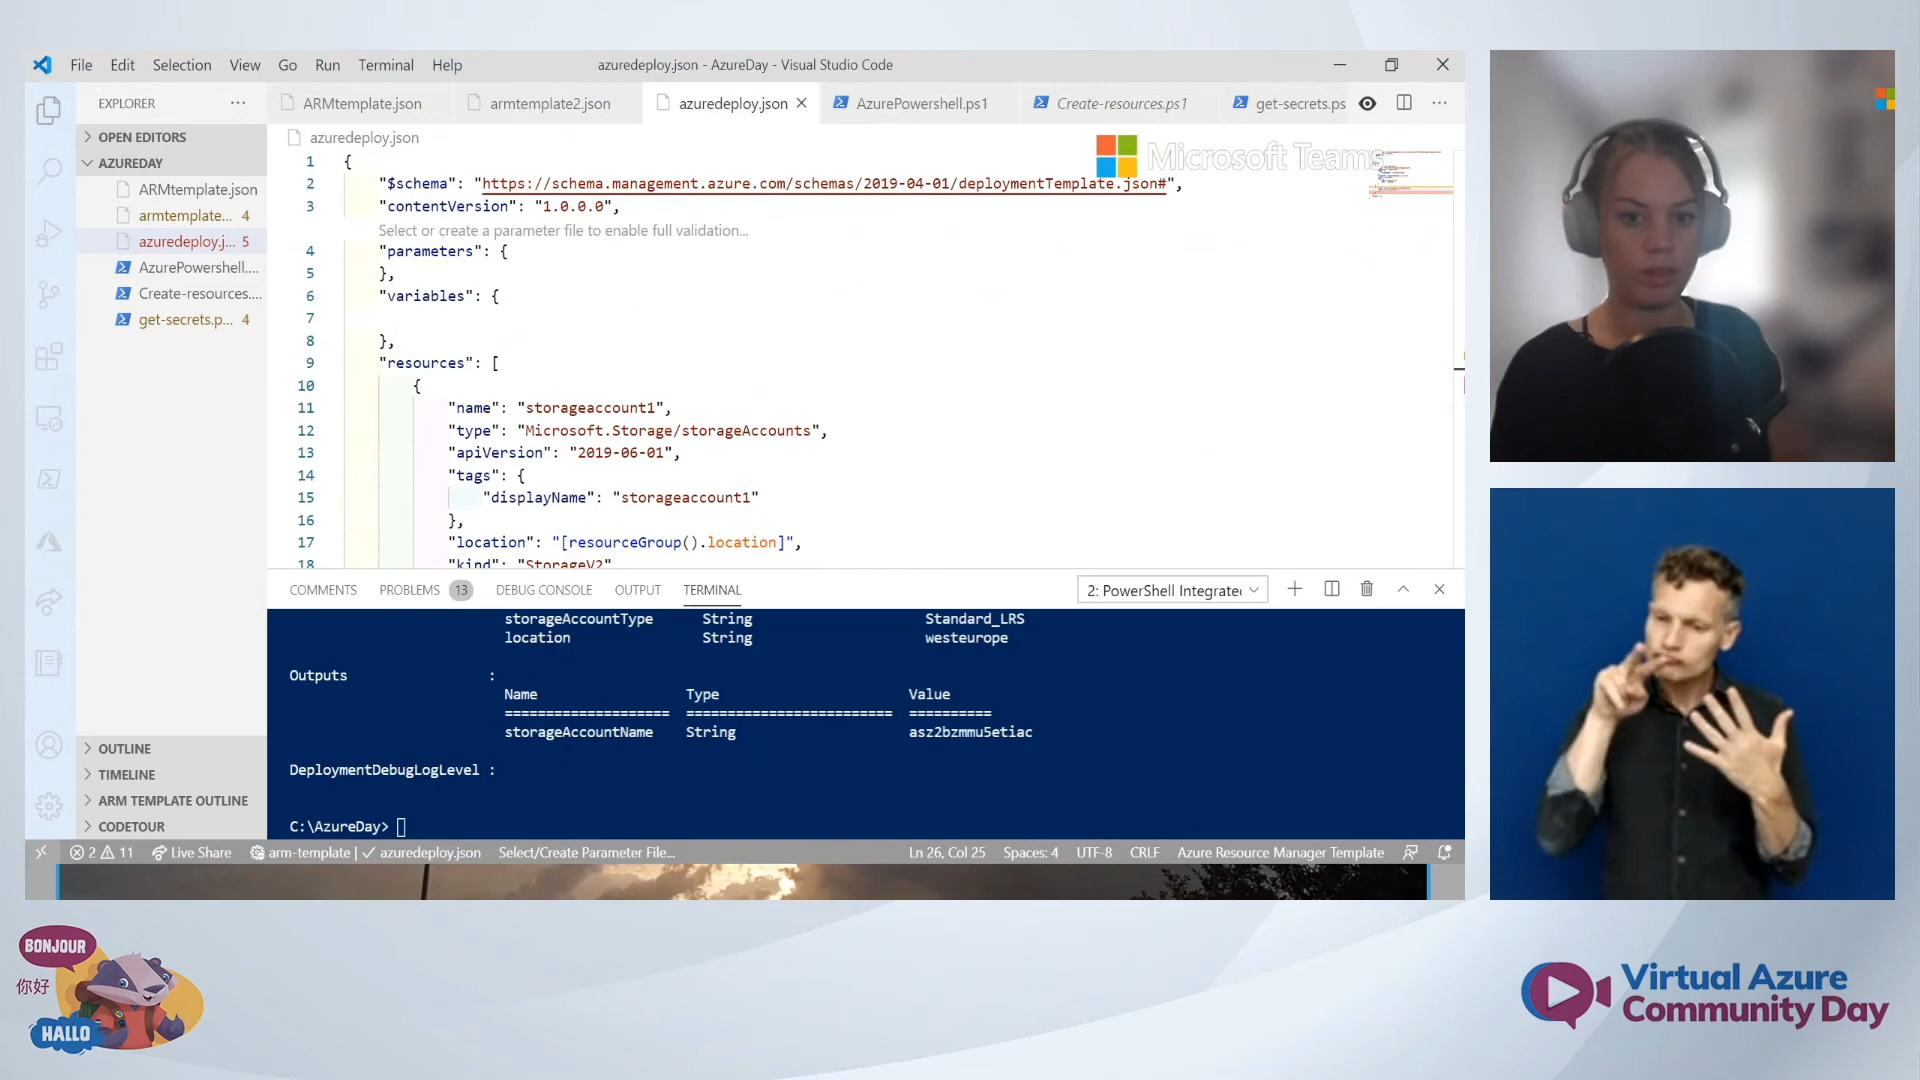 File Edit Selection View Go Run Terminal Help
azuredeploy.json - AzureDay - Visual Studio Code
EXPLORER
ARMtemplate.json
armtemplate2.json
azuredeploy.json
AzurePowershell.ps1
Create-resources.ps1
get-secrets.ps
OPEN EDITORS
AZUREDAY
ARMtemplate.json
armtemplate... 4
azuredeploy.j... 5
AzurePowershell....
Create-resources....
get-secrets.p... 4
OUTLINE
TIMELINE
ARM TEMPLATE OUTLINE
CODETOUR
azuredeploy.json
Microsoft Teams
1 {
2 "$schema": "https://schema.management.azure.com/schemas/2019-04-01/deploymentTemplate.json#",
3 "contentVersion": "1.0.0.0",
Select or create a parameter file to enable full validation...
4 "parameters": {
5 },
6 "variables": {
7
8 },
9 "resources": [
10 {
11 "name": "storageaccount1",
12 "type": "Microsoft.Storage/storageAccounts",
13 "apiVersion": "2019-06-01",
14 "tags": {
15 "displayName": "storageaccount1"
16 },
17 "location": "[resourceGroup().location]",
18 "kind": "StorageV2"
COMMENTS PROBLEMS 13 DEBUG CONSOLE OUTPUT TERMINAL
2: PowerShell Integrate
storageAccountType String Standard_LRS
location String westeurope
Outputs :
Name Type Value
==================== ========================= ==========
storageAccountName String asz2bzmmu5etiac
DeploymentDebugLogLevel :
C:\AzureDay>
2 11 Live Share arm-template | ✓ azuredeploy.json Select/Create Parameter File... Ln 26, Col 25 Spaces: 4 UTF-8 CRLF Azure Resource Manager Template
BONJOUR
你好
HALLO
Virtual Azure
Community Day